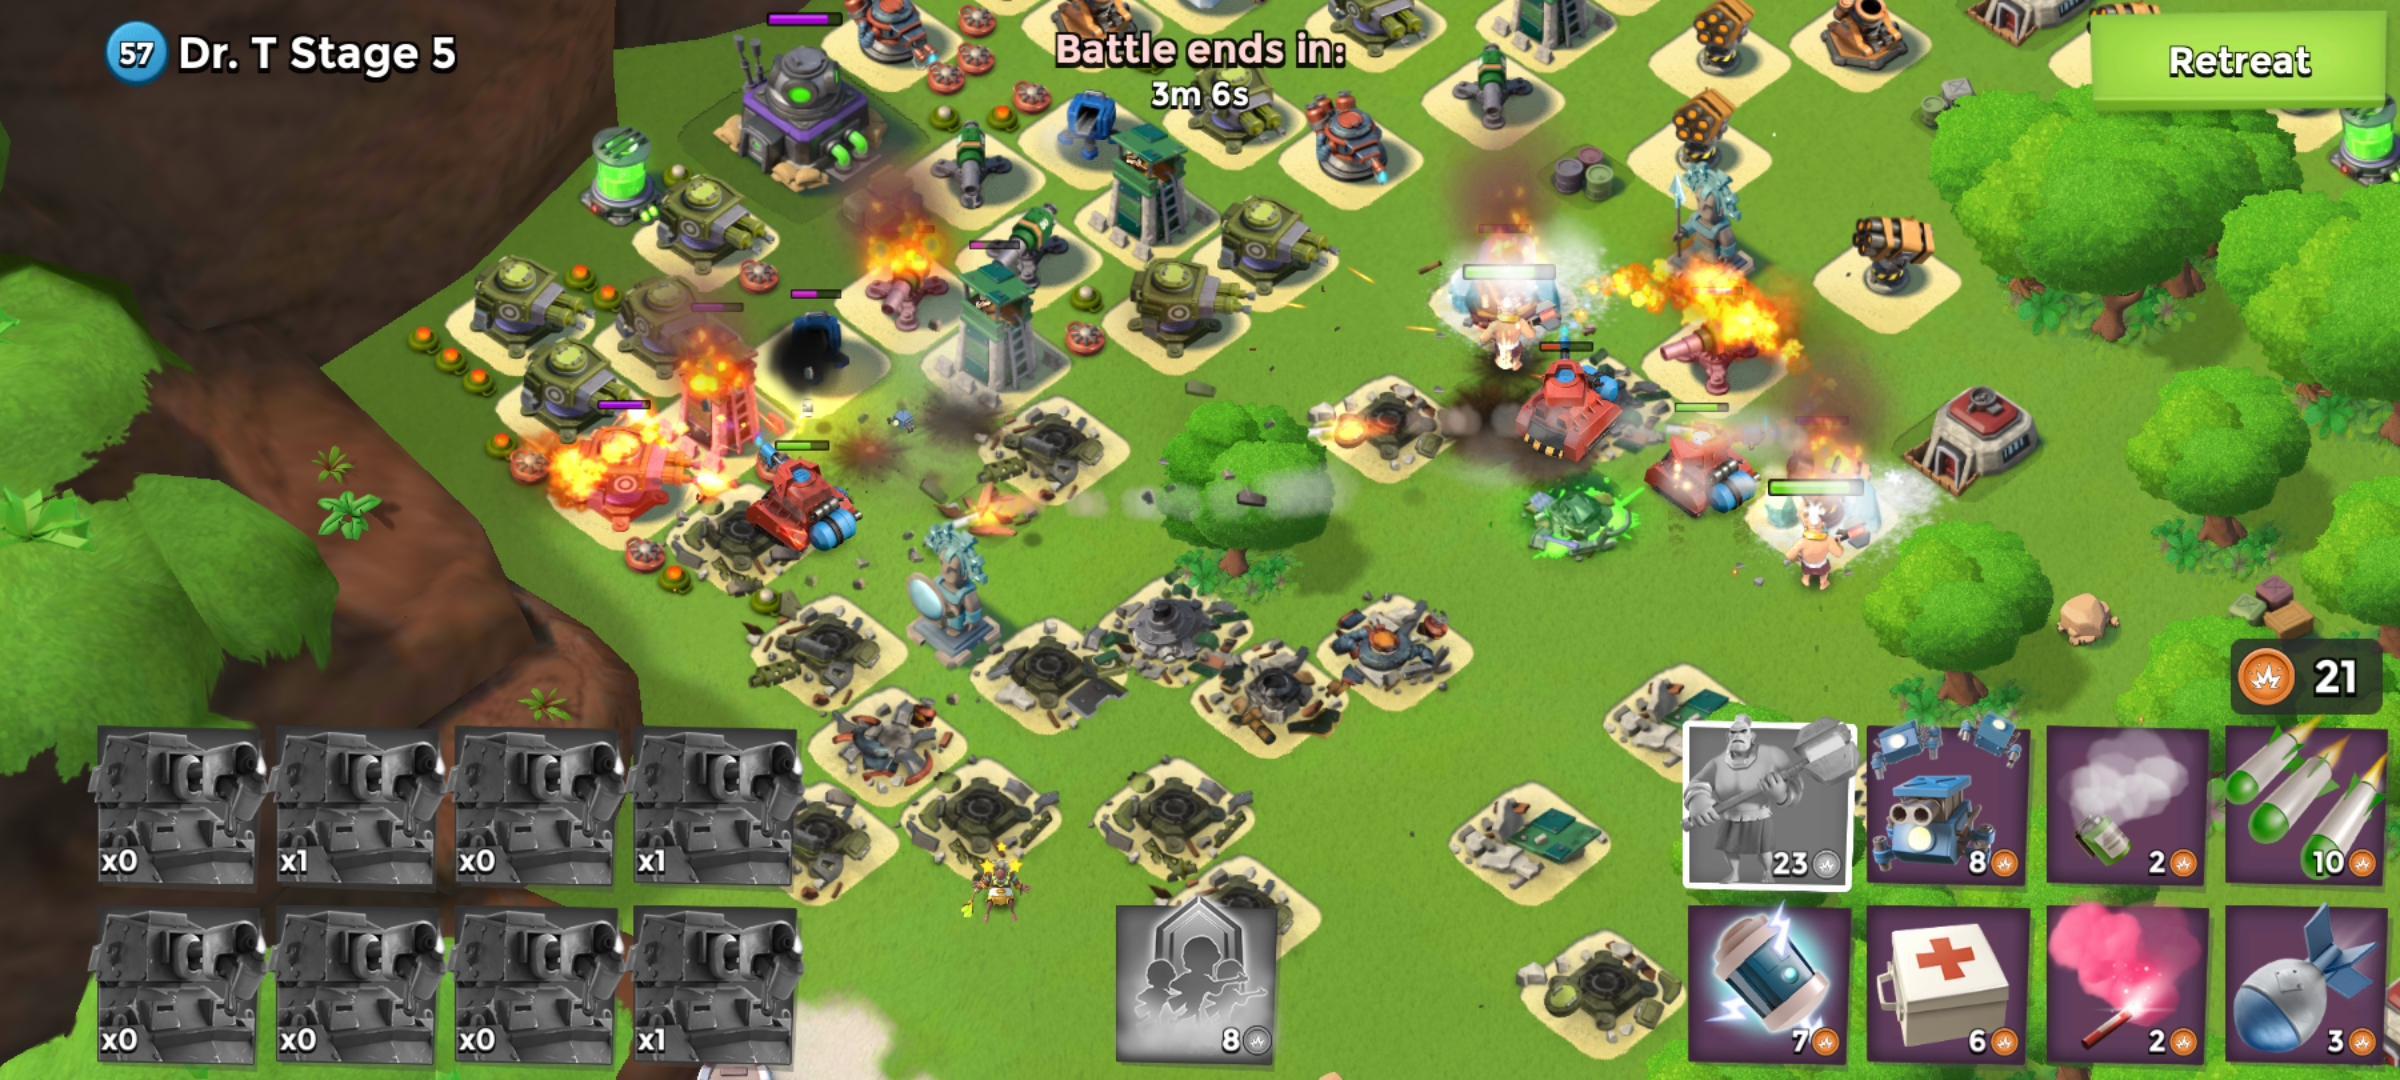 57 Dr. T Stage 5
Battle ends in:
3m 6s
Retreat
21
x0 x1 x0 x1
23 8 2 10
x0 x0 x0 x1
8
7 6 2 3